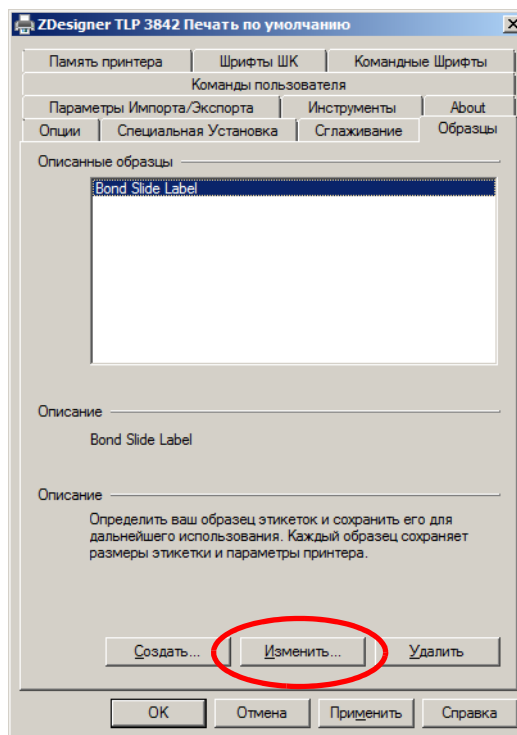 ZDesigner TLP 3842 Печать по умолчанию
Память принтера Шрифты ШК Командные Шрифты
Команды пользователя
Параметры Импорта/Экспорта Инструменты About
Опции Специальная Установка Сглаживание Образцы
Описанные образцы
Bond Slide Label
Описание
Bond Slide Label
Описание
Определить ваш образец этикеток и сохранить его для
дальнейшего использования. Каждый образец сохраняет
размеры этикетки и параметры принтера.
Создать... Изменить... Удалить
OK Отмена Применить Справка